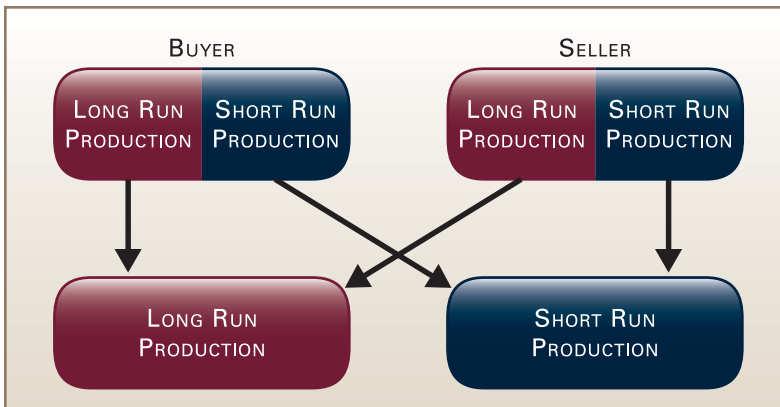 BUYER
SELLER
LONG RUN
PRODUCTION
SHORT RUN
PRODUCTION
LONG RUN
PRODUCTION
SHORT RUN
PRODUCTION
LONG RUN
PRODUCTION
SHORT RUN
PRODUCTION